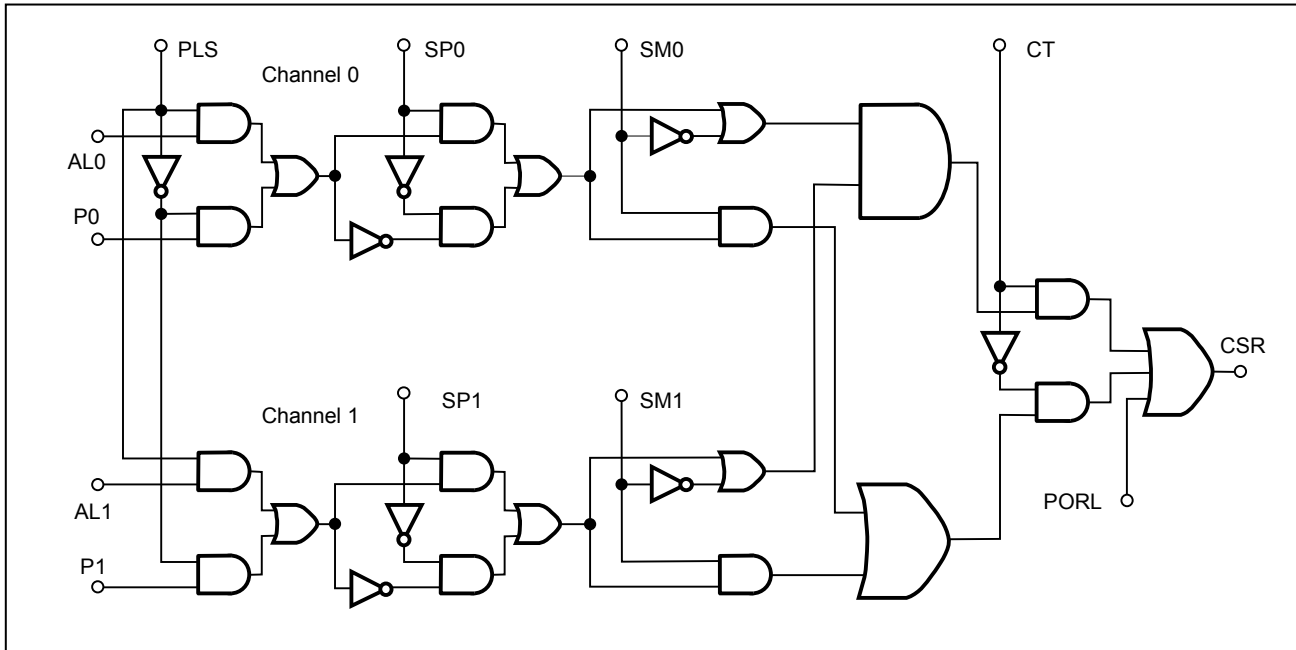 PLS
SP0
SM0
CT
Channel 0
AL0
P0
CSR
Channel 1
SP1
SM1
AL1
PORL
P1